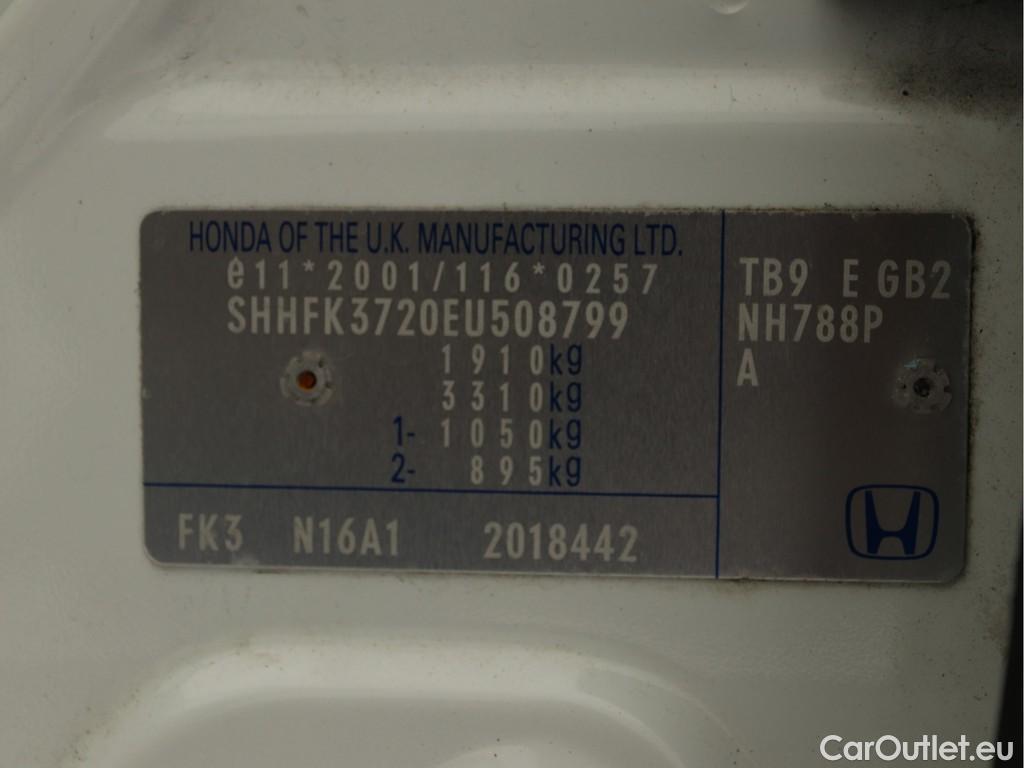 HONDA OF THE U.K. MANUFACTURING LTD.
e11*2001/116*0257
SHHFK3720EU508799
1910kg
3310kg
1- 1050kg
2- 895kg
FK3 N16A1 2018442
TB9 E GB2
NH788P
A
CarOutlet.eu